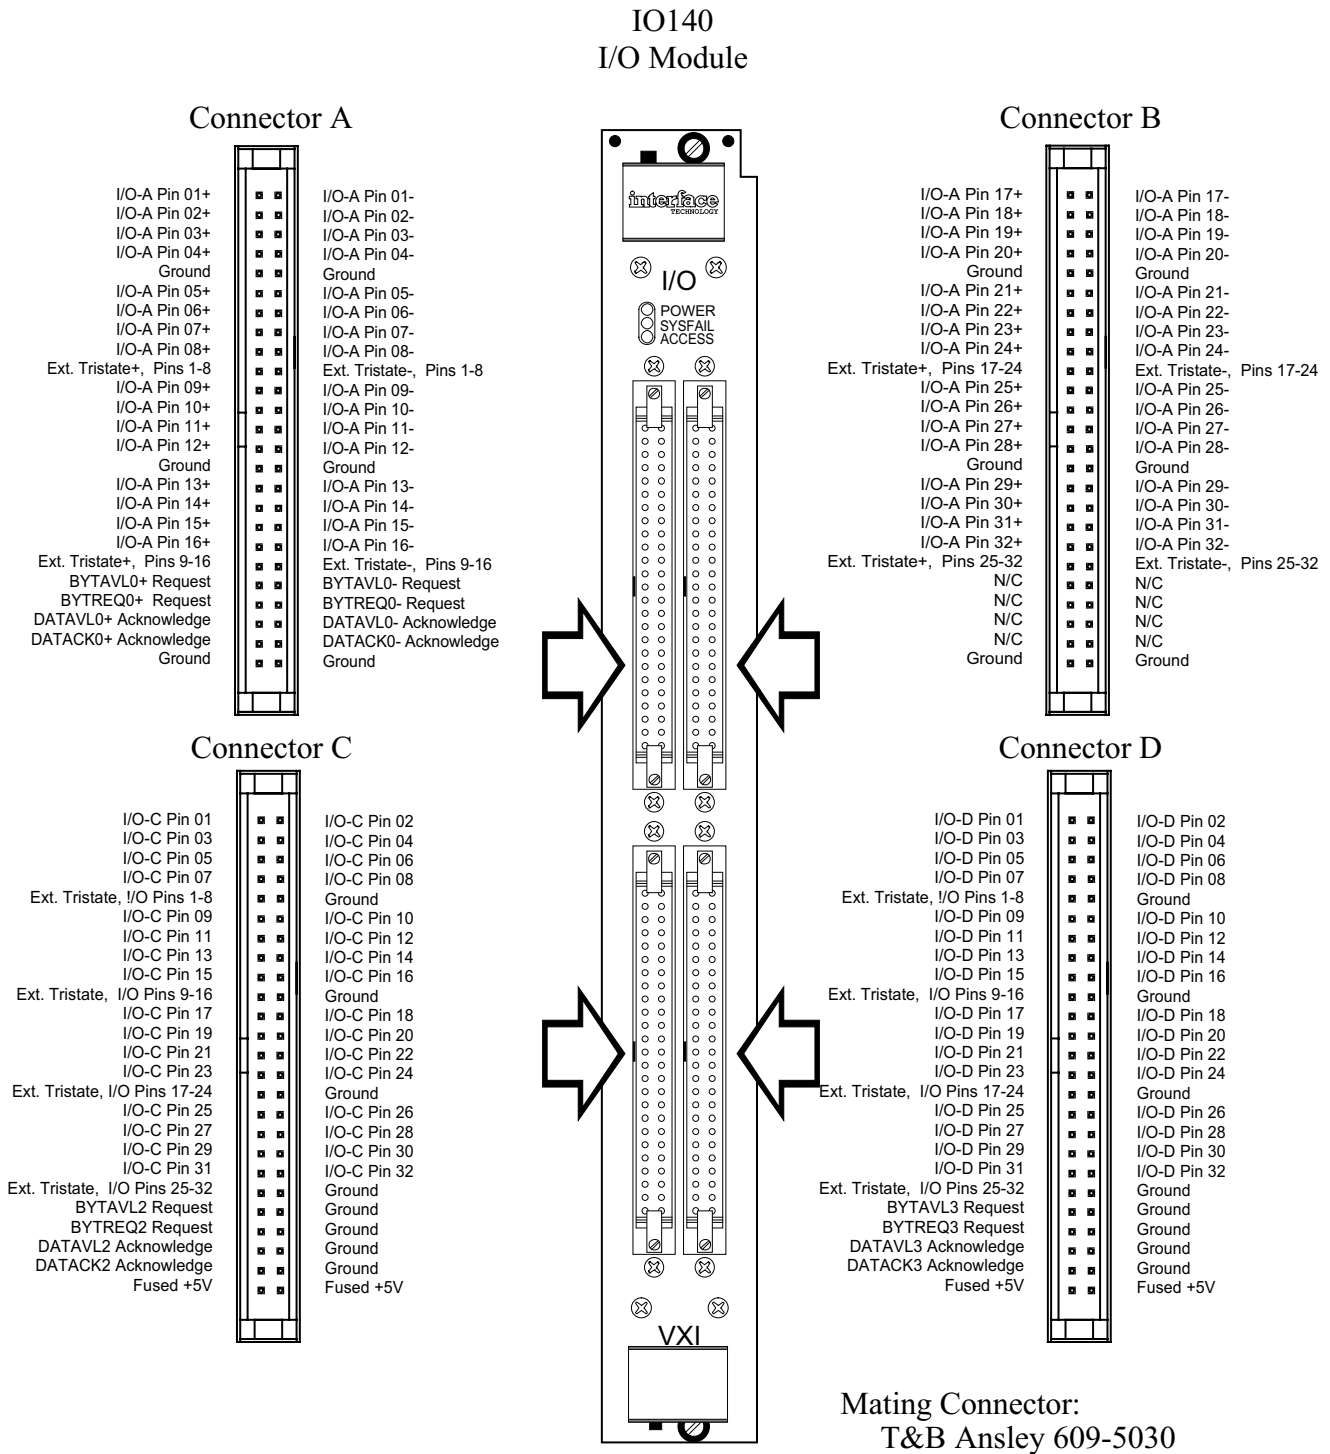 IO140
I/O Module
Connector A
I/O-A Pin 01+ I/O-A Pin 01-
I/O-A Pin 02+ I/O-A Pin 02-
I/O-A Pin 03+ I/O-A Pin 03-
I/O-A Pin 04+ I/O-A Pin 04-
Ground Ground
I/O-A Pin 05+ I/O-A Pin 05-
I/O-A Pin 06+ I/O-A Pin 06-
I/O-A Pin 07+ I/O-A Pin 07-
I/O-A Pin 08+ I/O-A Pin 08-
Ext. Tristate+, Pins 1-8 Ext. Tristate-, Pins 1-8
I/O-A Pin 09+ I/O-A Pin 09-
I/O-A Pin 10+ I/O-A Pin 10-
I/O-A Pin 11+ I/O-A Pin 11-
I/O-A Pin 12+ I/O-A Pin 12-
Ground Ground
I/O-A Pin 13+ I/O-A Pin 13-
I/O-A Pin 14+ I/O-A Pin 14-
I/O-A Pin 15+ I/O-A Pin 15-
I/O-A Pin 16+ I/O-A Pin 16-
Ext. Tristate+, Pins 9-16 Ext. Tristate-, Pins 9-16
BYTAVL0+ Request BYTAVL0- Request
BYTREQ0+ Request BYTREQ0- Request
DATAVL0+ Acknowledge DATAVL0- Acknowledge
DATACK0+ Acknowledge DATACK0- Acknowledge
Ground Ground
interface
TECHNOLOGY
I/O
POWER
SYSFAIL
ACCESS
Connector B
I/O-A Pin 17+ I/O-A Pin 17-
I/O-A Pin 18+ I/O-A Pin 18-
I/O-A Pin 19+ I/O-A Pin 19-
I/O-A Pin 20+ I/O-A Pin 20-
Ground Ground
I/O-A Pin 21+ I/O-A Pin 21-
I/O-A Pin 22+ I/O-A Pin 22-
I/O-A Pin 23+ I/O-A Pin 23-
I/O-A Pin 24+ I/O-A Pin 24-
Ext. Tristate+, Pins 17-24 Ext. Tristate-, Pins 17-24
I/O-A Pin 25+ I/O-A Pin 25-
I/O-A Pin 26+ I/O-A Pin 26-
I/O-A Pin 27+ I/O-A Pin 27-
I/O-A Pin 28+ I/O-A Pin 28-
Ground Ground
I/O-A Pin 29+ I/O-A Pin 29-
I/O-A Pin 30+ I/O-A Pin 30-
I/O-A Pin 31+ I/O-A Pin 31-
I/O-A Pin 32+ I/O-A Pin 32-
Ext. Tristate+, Pins 25-32 Ext. Tristate-, Pins 25-32
N/C N/C
N/C N/C
N/C N/C
N/C N/C
Ground Ground
Connector C
I/O-C Pin 01 I/O-C Pin 02
I/O-C Pin 03 I/O-C Pin 04
I/O-C Pin 05 I/O-C Pin 06
I/O-C Pin 07 I/O-C Pin 08
Ext. Tristate, I/O Pins 1-8 Ground
I/O-C Pin 09 I/O-C Pin 10
I/O-C Pin 11 I/O-C Pin 12
I/O-C Pin 13 I/O-C Pin 14
I/O-C Pin 15 I/O-C Pin 16
Ext. Tristate, I/O Pins 9-16 Ground
I/O-C Pin 17 I/O-C Pin 18
I/O-C Pin 19 I/O-C Pin 20
I/O-C Pin 21 I/O-C Pin 22
I/O-C Pin 23 I/O-C Pin 24
Ext. Tristate, I/O Pins 17-24 Ground
I/O-C Pin 25 I/O-C Pin 26
I/O-C Pin 27 I/O-C Pin 28
I/O-C Pin 29 I/O-C Pin 30
I/O-C Pin 31 I/O-C Pin 32
Ext. Tristate, I/O Pins 25-32 Ground
BYTAVL2 Request Ground
BYTREQ2 Request Ground
DATAVL2 Acknowledge Ground
DATACK2 Acknowledge Ground
Fused +5V Fused +5V
Connector D
I/O-D Pin 01 I/O-D Pin 02
I/O-D Pin 03 I/O-D Pin 04
I/O-D Pin 05 I/O-D Pin 06
I/O-D Pin 07 I/O-D Pin 08
Ext. Tristate, I/O Pins 1-8 Ground
I/O-D Pin 09 I/O-D Pin 10
I/O-D Pin 11 I/O-D Pin 12
I/O-D Pin 13 I/O-D Pin 14
I/O-D Pin 15 I/O-D Pin 16
Ext. Tristate, I/O Pins 9-16 Ground
I/O-D Pin 17 I/O-D Pin 18
I/O-D Pin 19 I/O-D Pin 20
I/O-D Pin 21 I/O-D Pin 22
I/O-D Pin 23 I/O-D Pin 24
Ext. Tristate, I/O Pins 17-24 Ground
I/O-D Pin 25 I/O-D Pin 26
I/O-D Pin 27 I/O-D Pin 28
I/O-D Pin 29 I/O-D Pin 30
I/O-D Pin 31 I/O-D Pin 32
Ext. Tristate, I/O Pins 25-32 Ground
BYTAVL3 Request Ground
BYTREQ3 Request Ground
DATAVL3 Acknowledge Ground
DATACK3 Acknowledge Ground
Fused +5V Fused +5V
VXI
Mating Connector:
T&B Ansley 609-5030